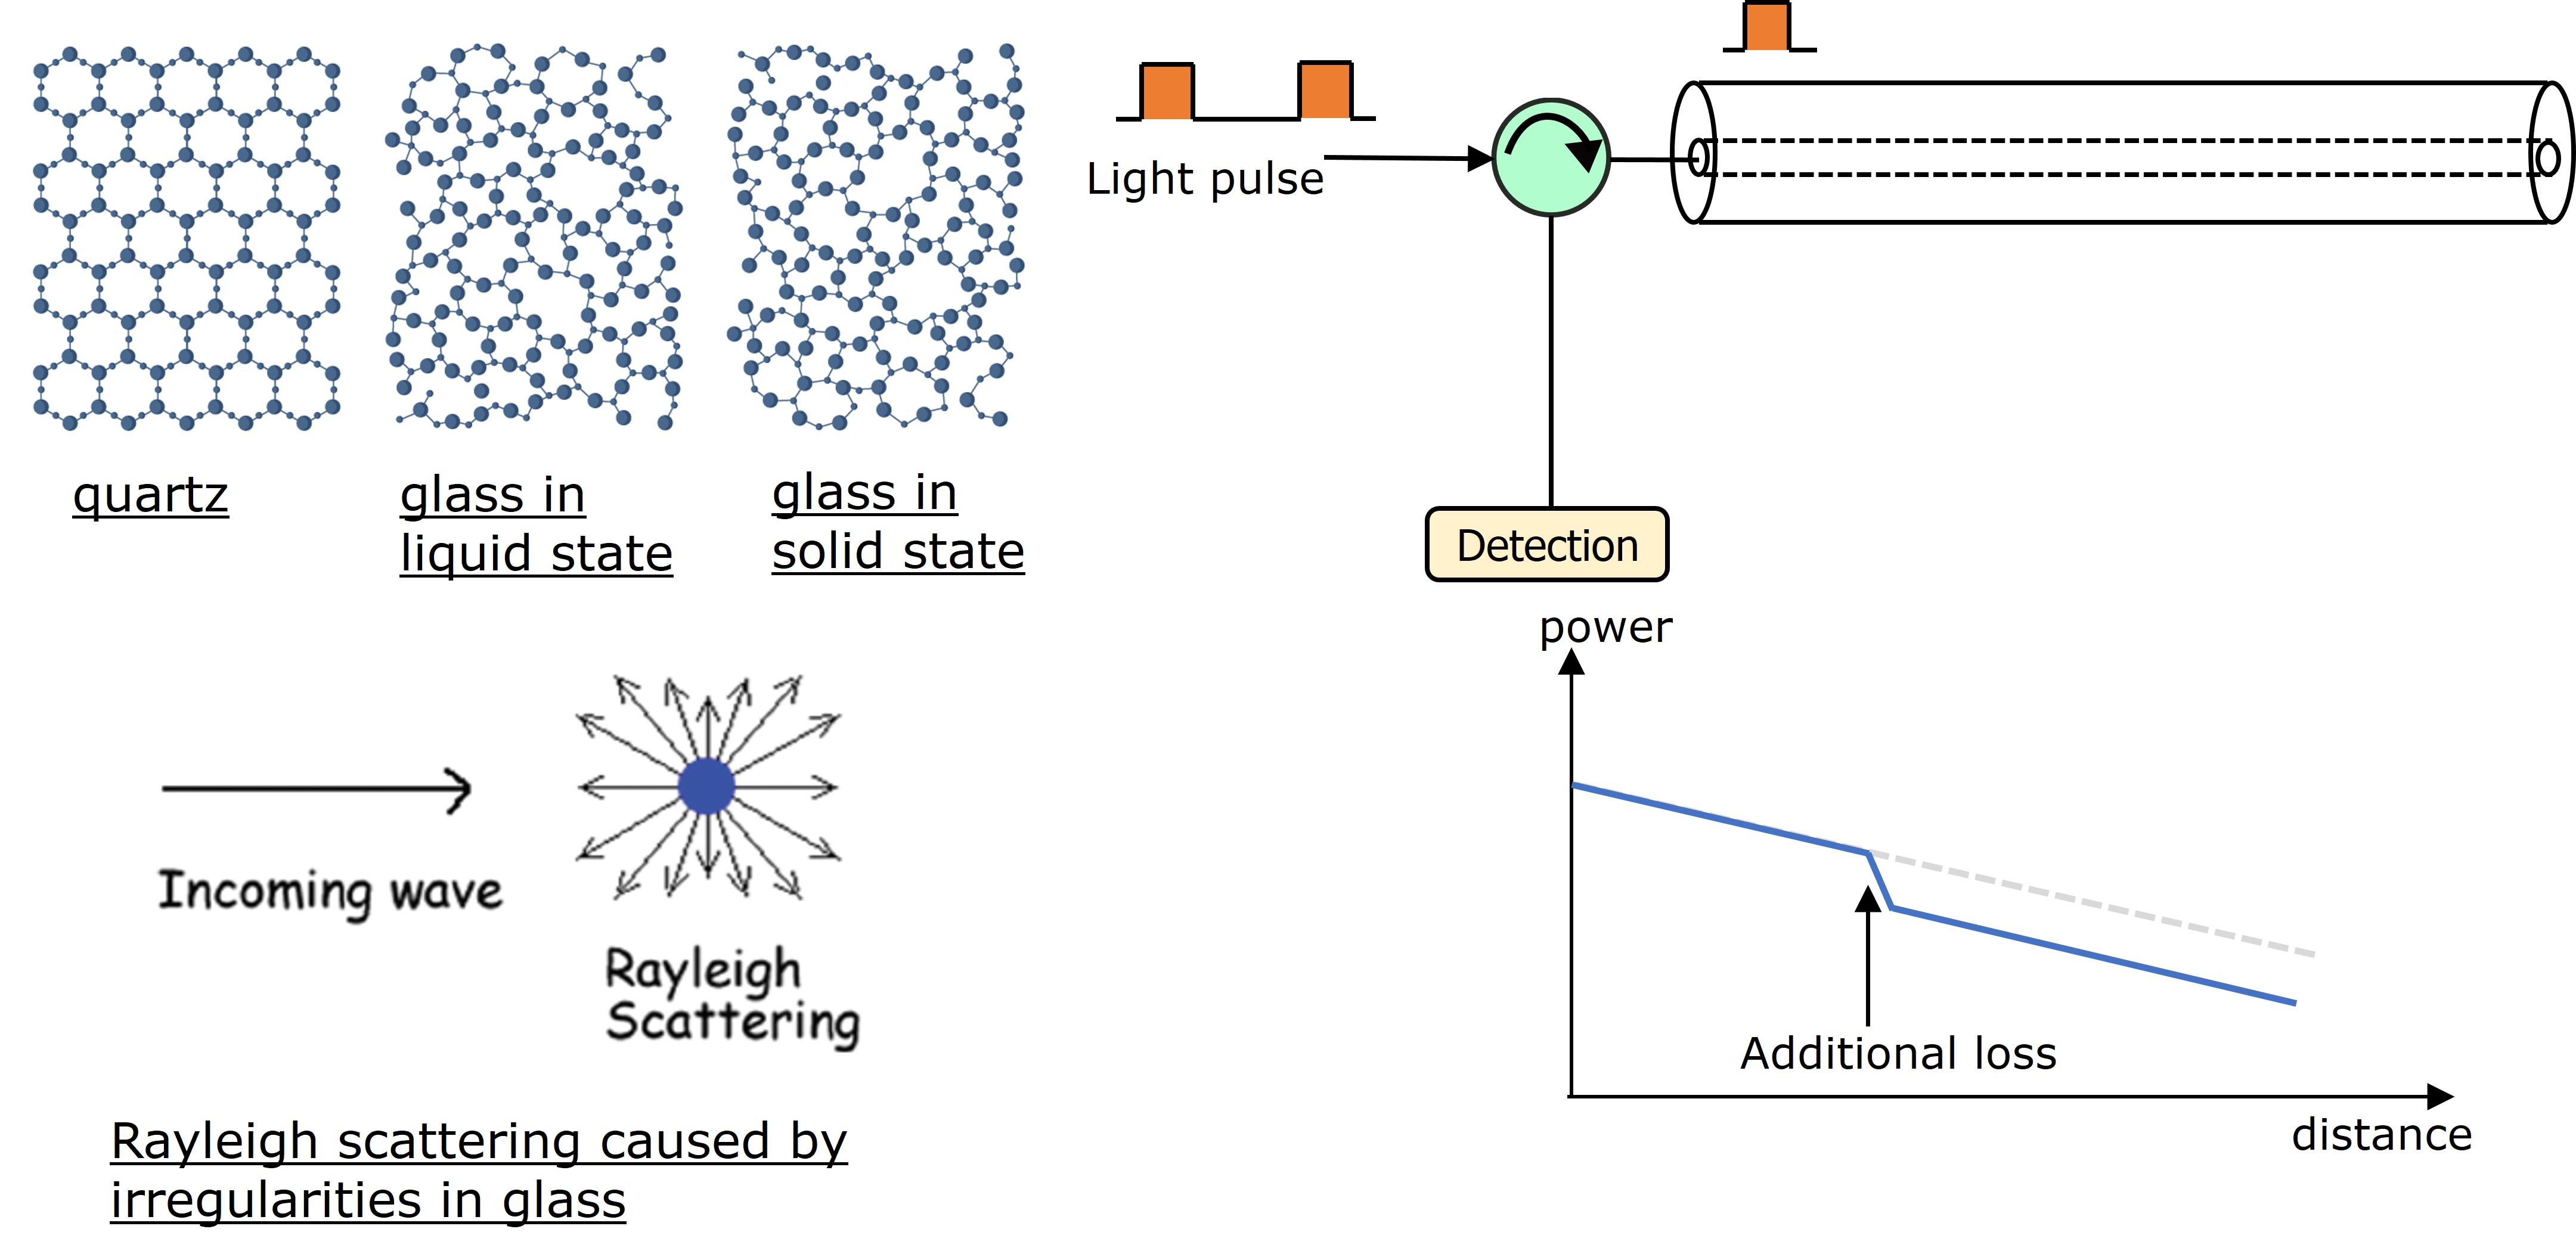 quartz
glass in
liquid state
glass in
solid state
Light pulse
Detection
power
Additional loss
distance
Incoming wave
Rayleigh
Scattering
Rayleigh scattering caused by
irregularities in glass